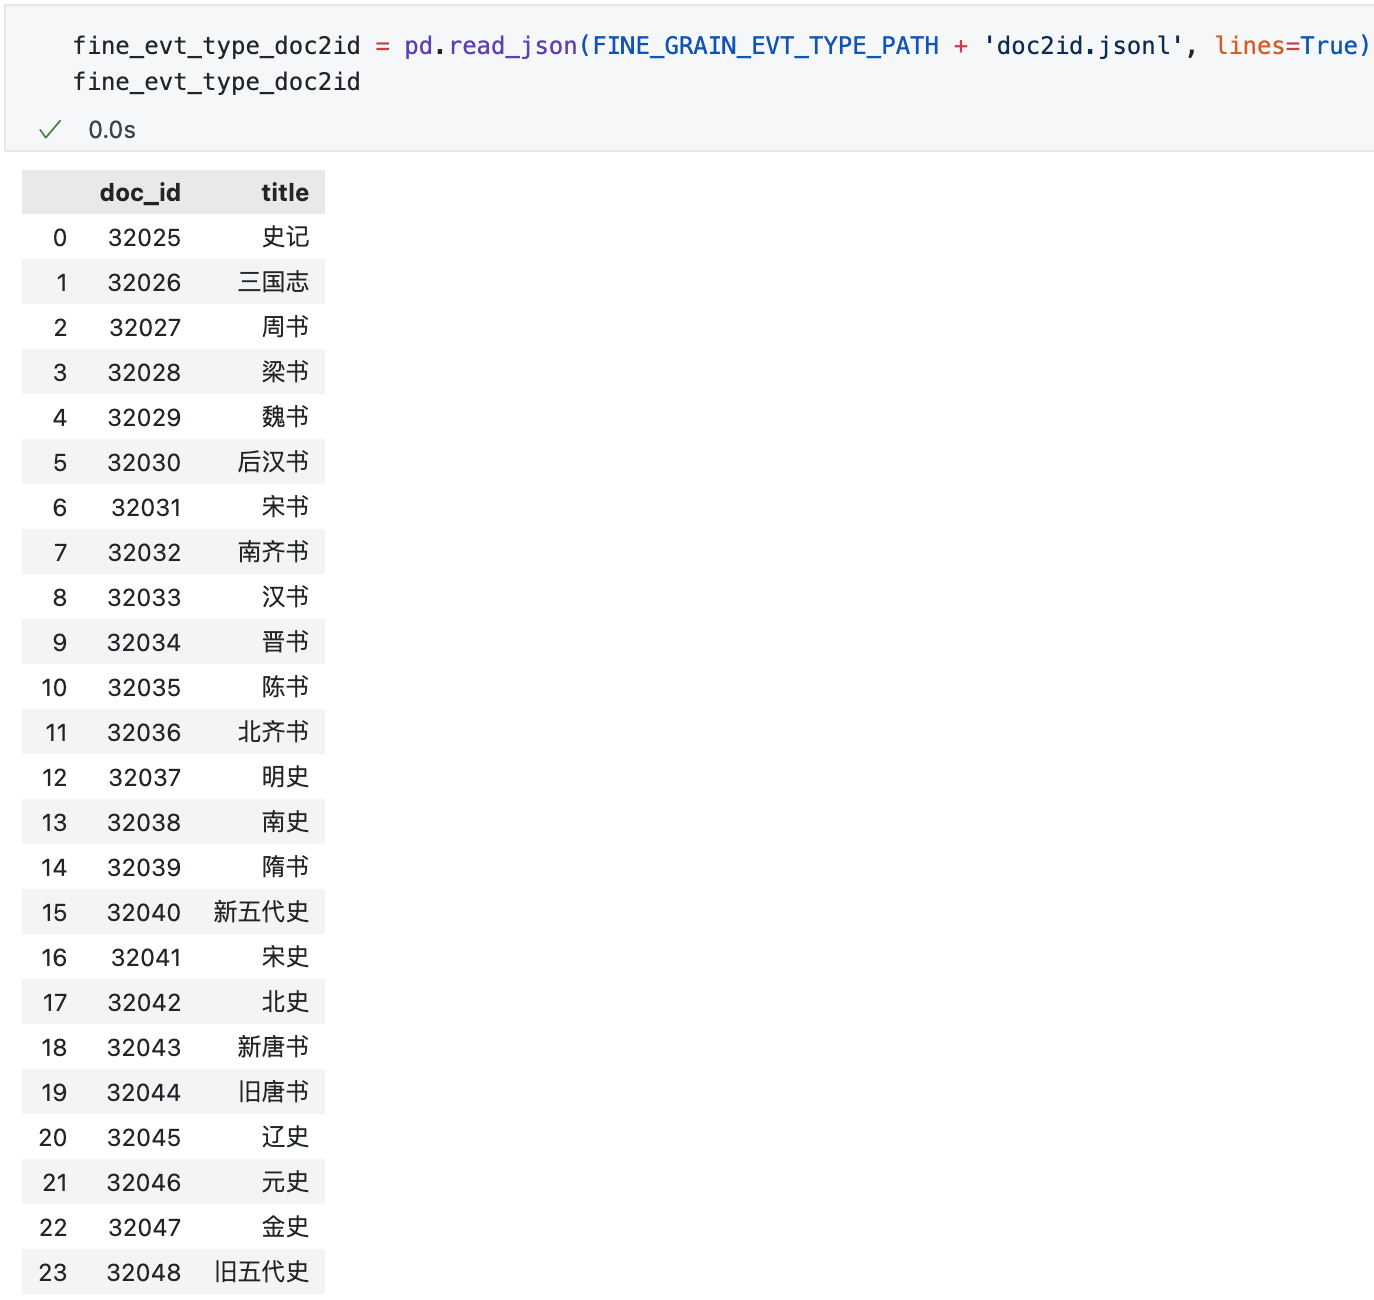 fine_evt_type_doc2id = pd.read_json(FINE_GRAIN_EVT_TYPE_PATH + 'doc2id.jsonl', lines=True)
fine_evt_type_doc2id
✓ 0.0s
doc_id title
0 32025 史记
1 32026 三国志
2 32027 周书
3 32028 梁书
4 32029 魏书
5 32030 后汉书
6 32031 宋书
7 32032 南齐书
8 32033 汉书
9 32034 晋书
10 32035 陈书
11 32036 北齐书
12 32037 明史
13 32038 南史
14 32039 隋书
15 32040 新五代史
16 32041 宋史
17 32042 北史
18 32043 新唐书
19 32044 旧唐书
20 32045 辽史
21 32046 元史
22 32047 金史
23 32048 旧五代史